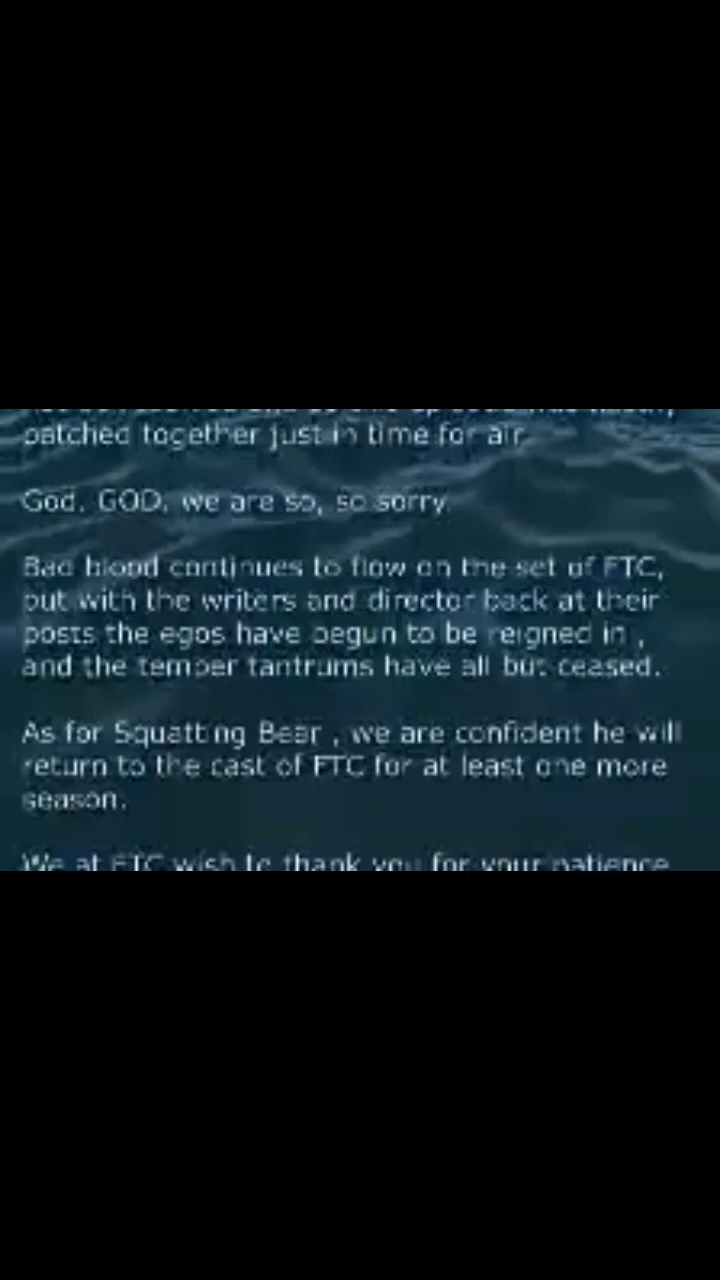 patched together just in time for air.
God. GOD. we are so, so sorry.
Bad blood continues to flow on the set of FTC,
but with the writers and director back at their
posts the egos have begun to be reigned in ,
and the temper tantrums have all but ceased.
As for Squatting Bear , we are confident he will
return to the cast of FTC for at least one more
season.
We at FTC wish to thank you for your patience